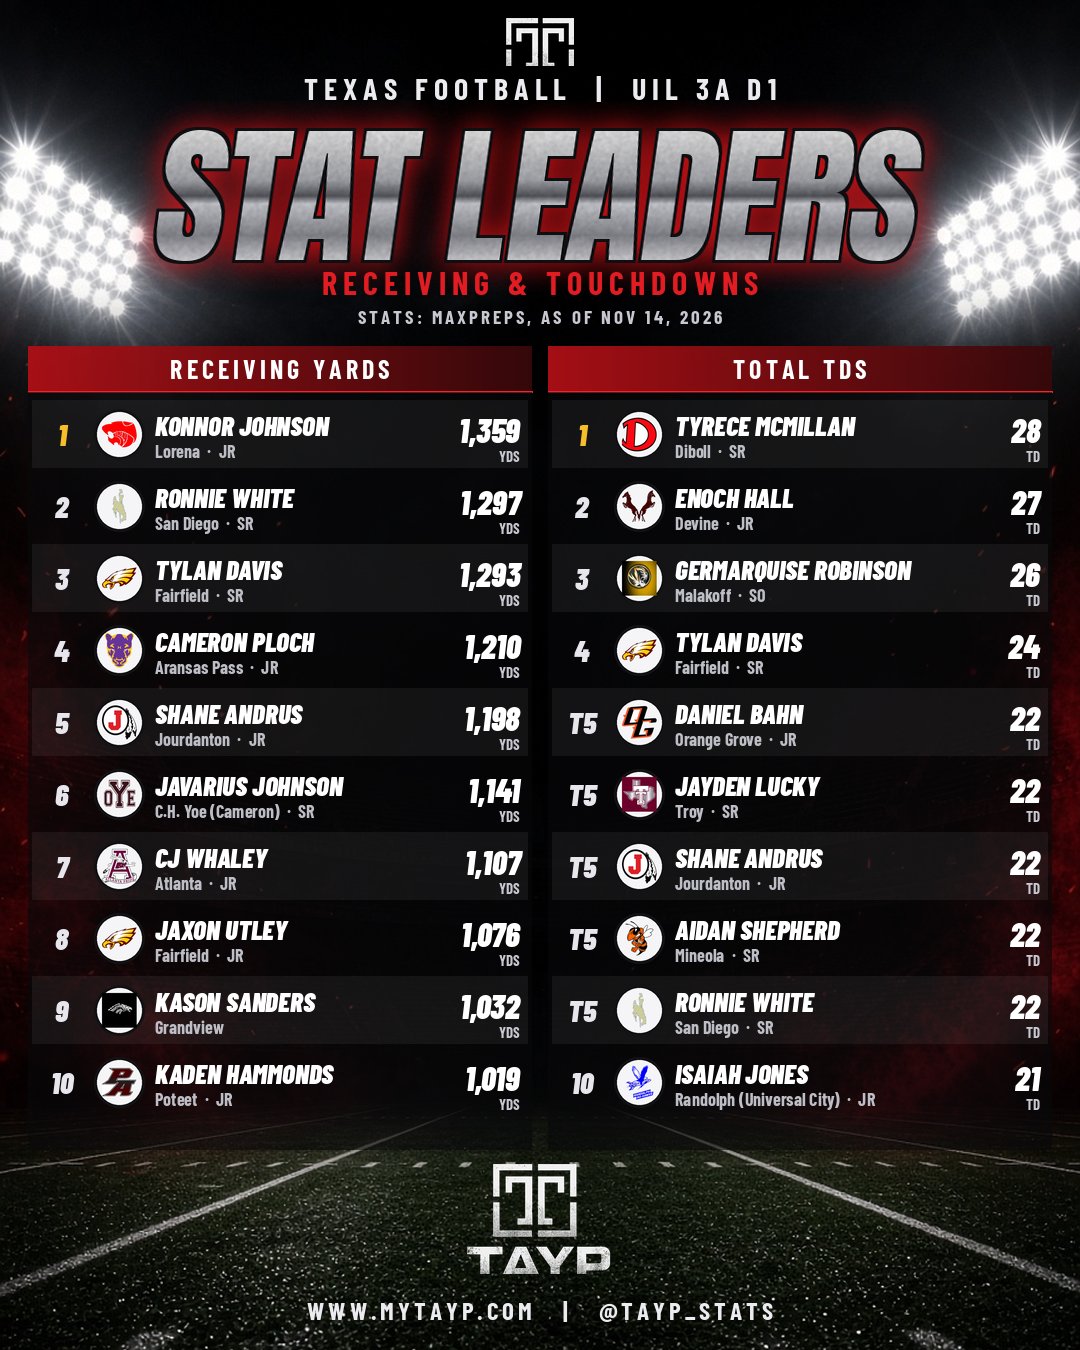 TEXAS FOOTBALL | UIL 3A D1
STAT LEADERS
RECEIVING & TOUCHDOWNS
STATS: MAXPREPS, AS OF NOV 14, 2026
RECEIVING YARDS
1 KONNOR JOHNSON 1,359
Lorena · JR YDS
2 RONNIE WHITE 1,297
San Diego · SR YDS
3 TYLAN DAVIS 1,293
Fairfield · SR YDS
4 CAMERON PLOCH 1,210
Aransas Pass · JR YDS
5 SHANE ANDRUS 1,198
Jourdanton · JR YDS
6 JAVARIUS JOHNSON 1,141
C.H. Yoe (Cameron) · SR YDS
7 CJ WHALEY 1,107
Atlanta · JR YDS
8 JAXON UTLEY 1,076
Fairfield · JR YDS
9 KASON SANDERS 1,032
Grandview YDS
10 KADEN HAMMONDS 1,019
Poteet · JR YDS
TOTAL TDS
1 TYRECE MCMILLAN 28
Diboll · SR TD
2 ENOCH HALL 27
Devine · JR TD
3 GERMARQUISE ROBINSON 26
Malakoff · SO TD
4 TYLAN DAVIS 24
Fairfield · SR TD
T5 DANIEL BAHN 22
Orange Grove · JR TD
T5 JAYDEN LUCKY 22
Troy · SR TD
T5 SHANE ANDRUS 22
Jourdanton · JR TD
T5 AIDAN SHEPHERD 22
Mineola · SR TD
T5 RONNIE WHITE 22
San Diego · SR TD
10 ISAIAH JONES 21
Randolph (Universal City) · JR TD
TAYP
WWW.MYTAYP.COM | @TAYP_STATS